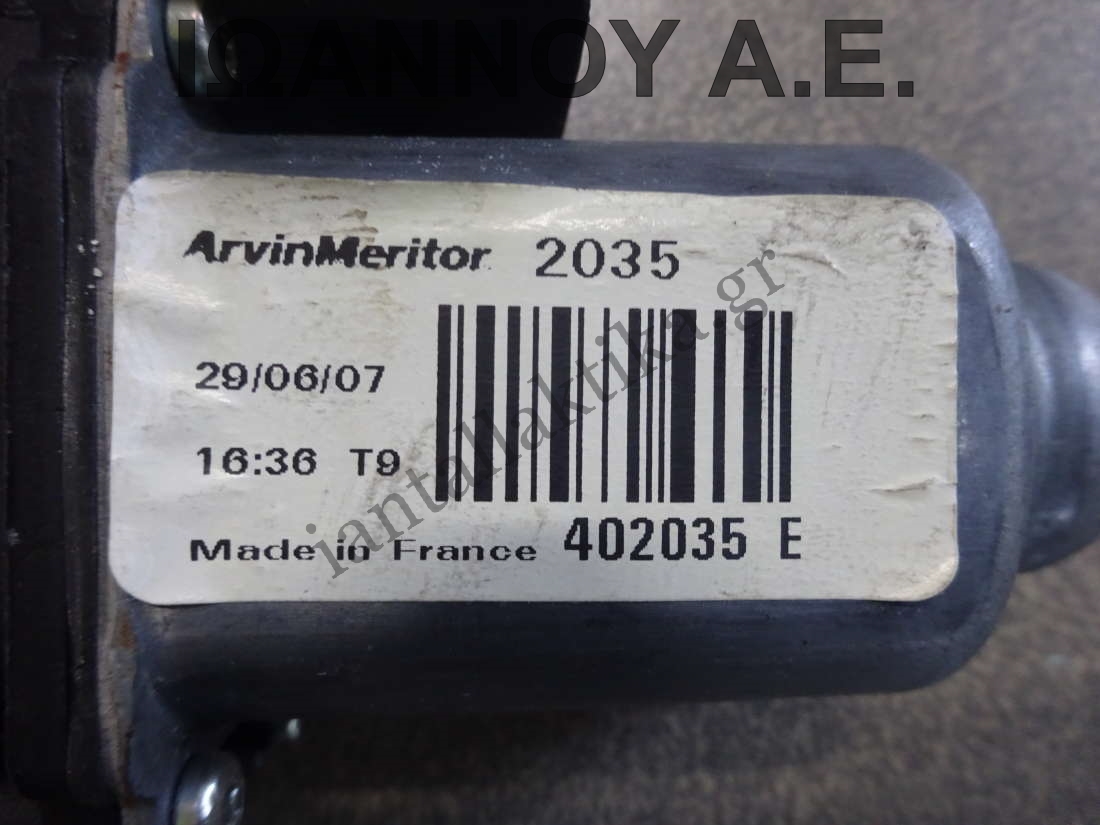 ΙΩΑΝΝΟΥ Α.Ε.
ArvinMeritor 2035
29/06/07
16:36 T9
Made in France 402035 E
iantallaktika.gr